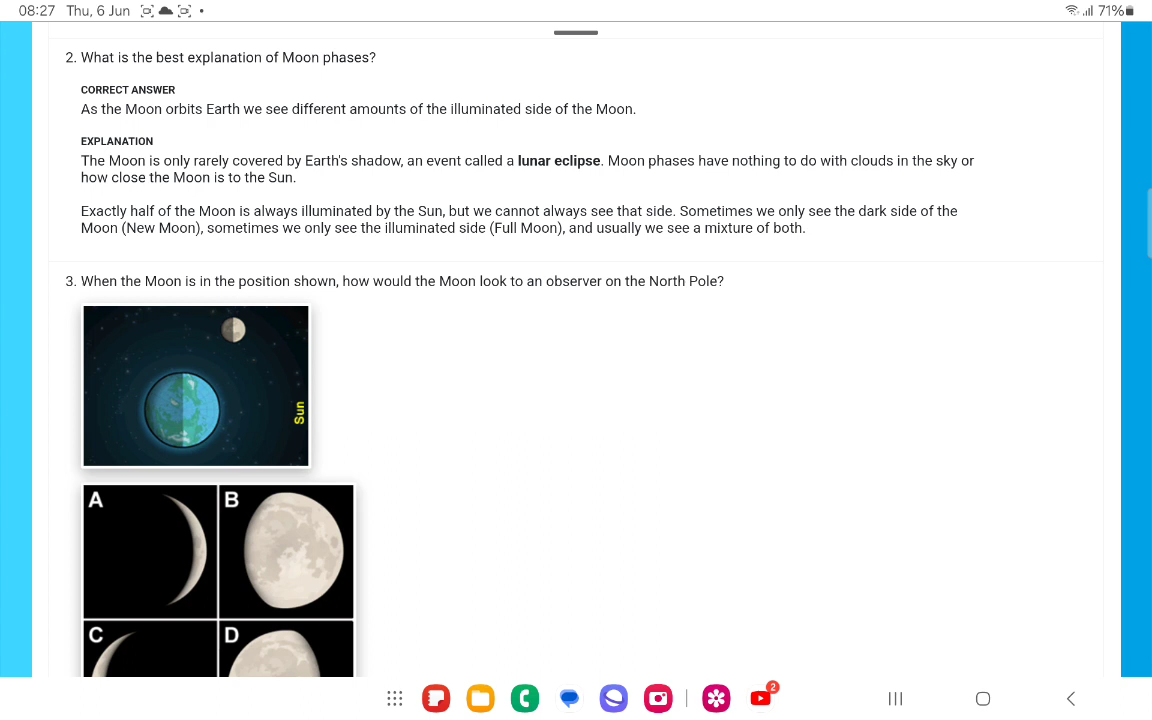 08:27 Thu, 6 Jun
71%
2. What is the best explanation of Moon phases?
CORRECT ANSWER
As the Moon orbits Earth we see different amounts of the illuminated side of the Moon.
EXPLANATION
The Moon is only rarely covered by Earth's shadow, an event called a lunar eclipse. Moon phases have nothing to do with clouds in the sky or
how close the Moon is to the Sun.
Exactly half of the Moon is always illuminated by the Sun, but we cannot always see that side. Sometimes we only see the dark side of the
Moon (New Moon), sometimes we only see the illuminated side (Full Moon), and usually we see a mixture of both.
3. When the Moon is in the position shown, how would the Moon look to an observer on the North Pole?
Sun
A B
C D
2